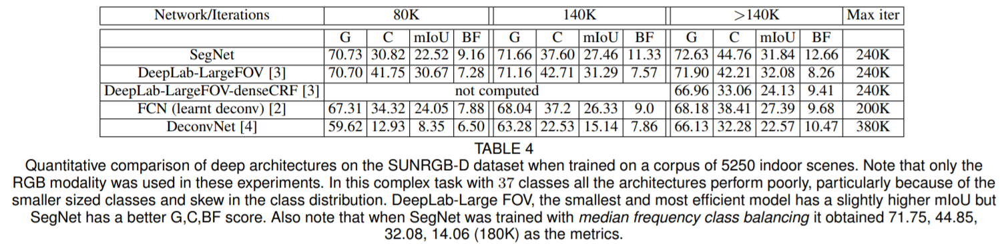 Network/Iterations 80K 140K >140K Max iter
G C mIoU BF G C mIoU BF G C mIoU BF
SegNet 70.73 30.82 22.52 9.16 71.66 37.60 27.46 11.33 72.63 44.76 31.84 12.66 240K
DeepLab-LargeFOV [3] 70.70 41.75 30.67 7.28 71.16 42.71 31.29 7.57 71.90 42.21 32.08 8.26 240K
DeepLab-LargeFOV-denseCRF [3] not computed 66.96 33.06 24.13 9.41 240K
FCN (learnt deconv) [2] 67.31 34.32 24.05 7.88 68.04 37.2 26.33 9.0 68.18 38.41 27.39 9.68 200K
DeconvNet [4] 59.62 12.93 8.35 6.50 63.28 22.53 15.14 7.86 66.13 32.28 22.57 10.47 380K
TABLE 4
Quantitative comparison of deep architectures on the SUNRGB-D dataset when trained on a corpus of 5250 indoor scenes. Note that only the
RGB modality was used in these experiments. In this complex task with 37 classes all the architectures perform poorly, particularly because of the
smaller sized classes and skew in the class distribution. DeepLab-Large FOV, the smallest and most efficient model has a slightly higher mIoU but
SegNet has a better G,C,BF score. Also note that when SegNet was trained with median frequency class balancing it obtained 71.75, 44.85,
32.08, 14.06 (180K) as the metrics.